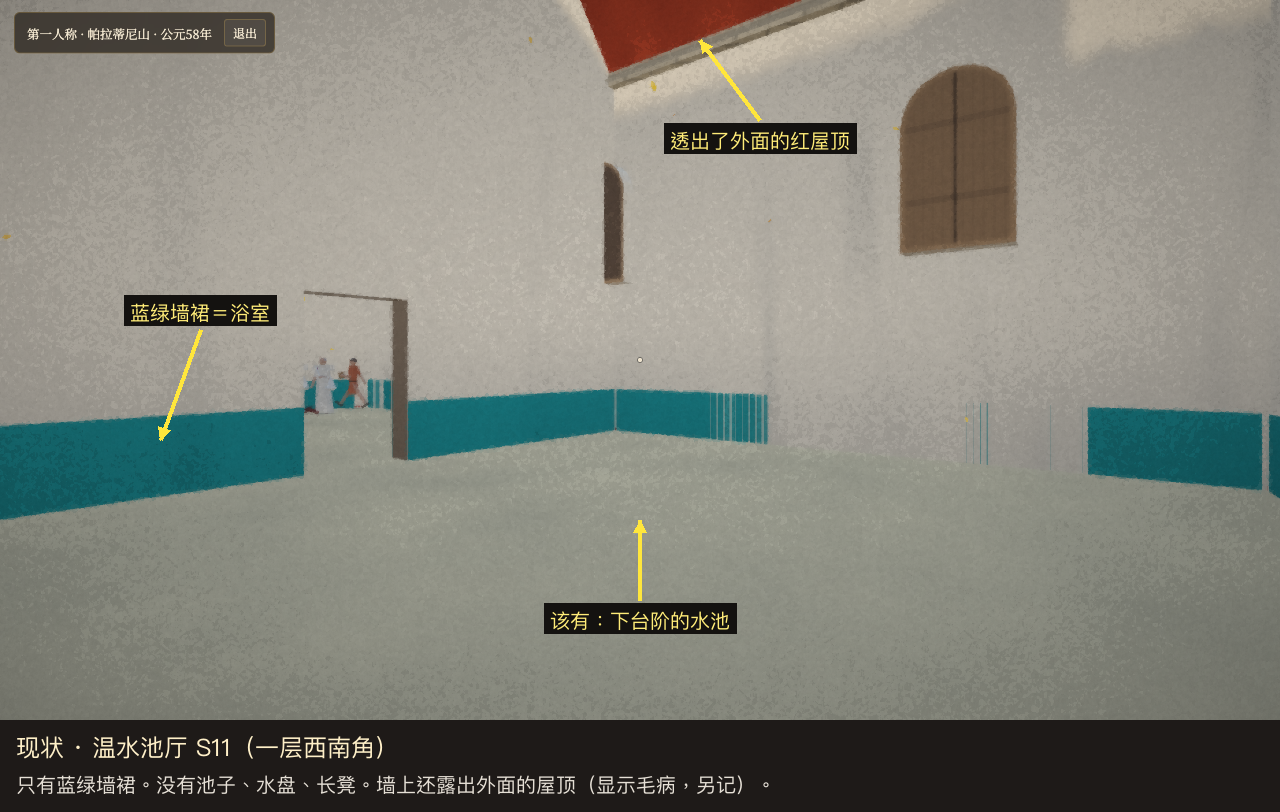 第一人称 · 帕拉蒂尼山 · 公元58年
退出
透出了外面的红屋顶
蓝绿墙裙＝浴室
该有：下台阶的水池
现状 · 温水池厅 S11（一层西南角）
只有蓝绿墙裙。没有池子、水盘、长凳。墙上还露出外面的屋顶（显示毛病，另记）。